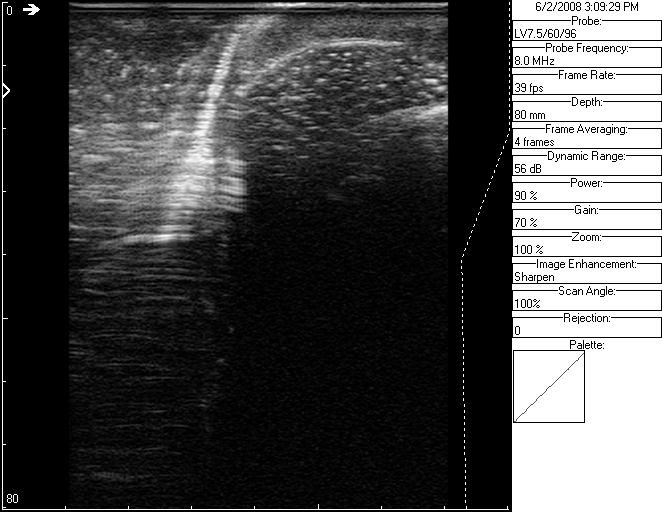 0
80
6/2/2008 3:09:29 PM
Probe:
LV7.5/60/96
Probe Frequency:
8.0 MHz
Frame Rate:
39 fps
Depth:
80 mm
Frame Averaging:
4 frames
Dynamic Range:
56 dB
Power:
90 %
Gain:
70 %
Zoom:
100 %
Image Enhancement:
Sharpen
Scan Angle:
100%
Rejection:
0
Palette: